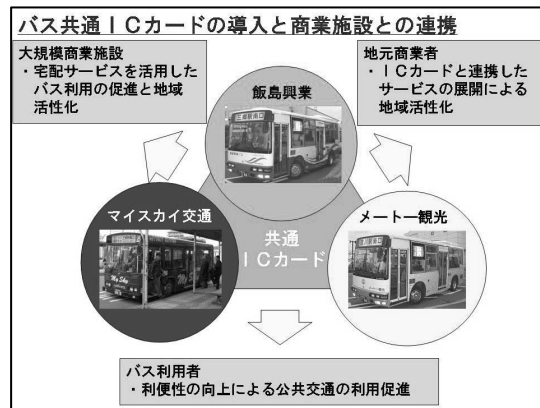 バス共通ＩＣカードの導入と商業施設との連携
大規模商業施設
・宅配サービスを活用した
バス利用の促進と地域
活性化
地元商業者
・ＩＣカードと連携した
サービスの展開による
地域活性化
飯島興業
マイスカイ交通
共通
ＩＣカード
メートー観光
バス利用者
・利便性の向上による公共交通の利用促進